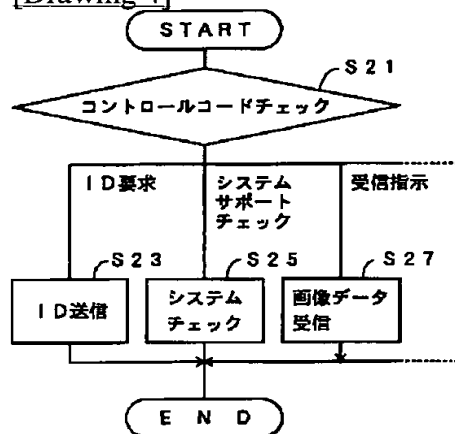 START
S21
コントロールコードチェック
ID要求
システム
サポート
チェック
受信指示
S23
S25
S27
ID送信
システム
チェック
画像データ
受信
END